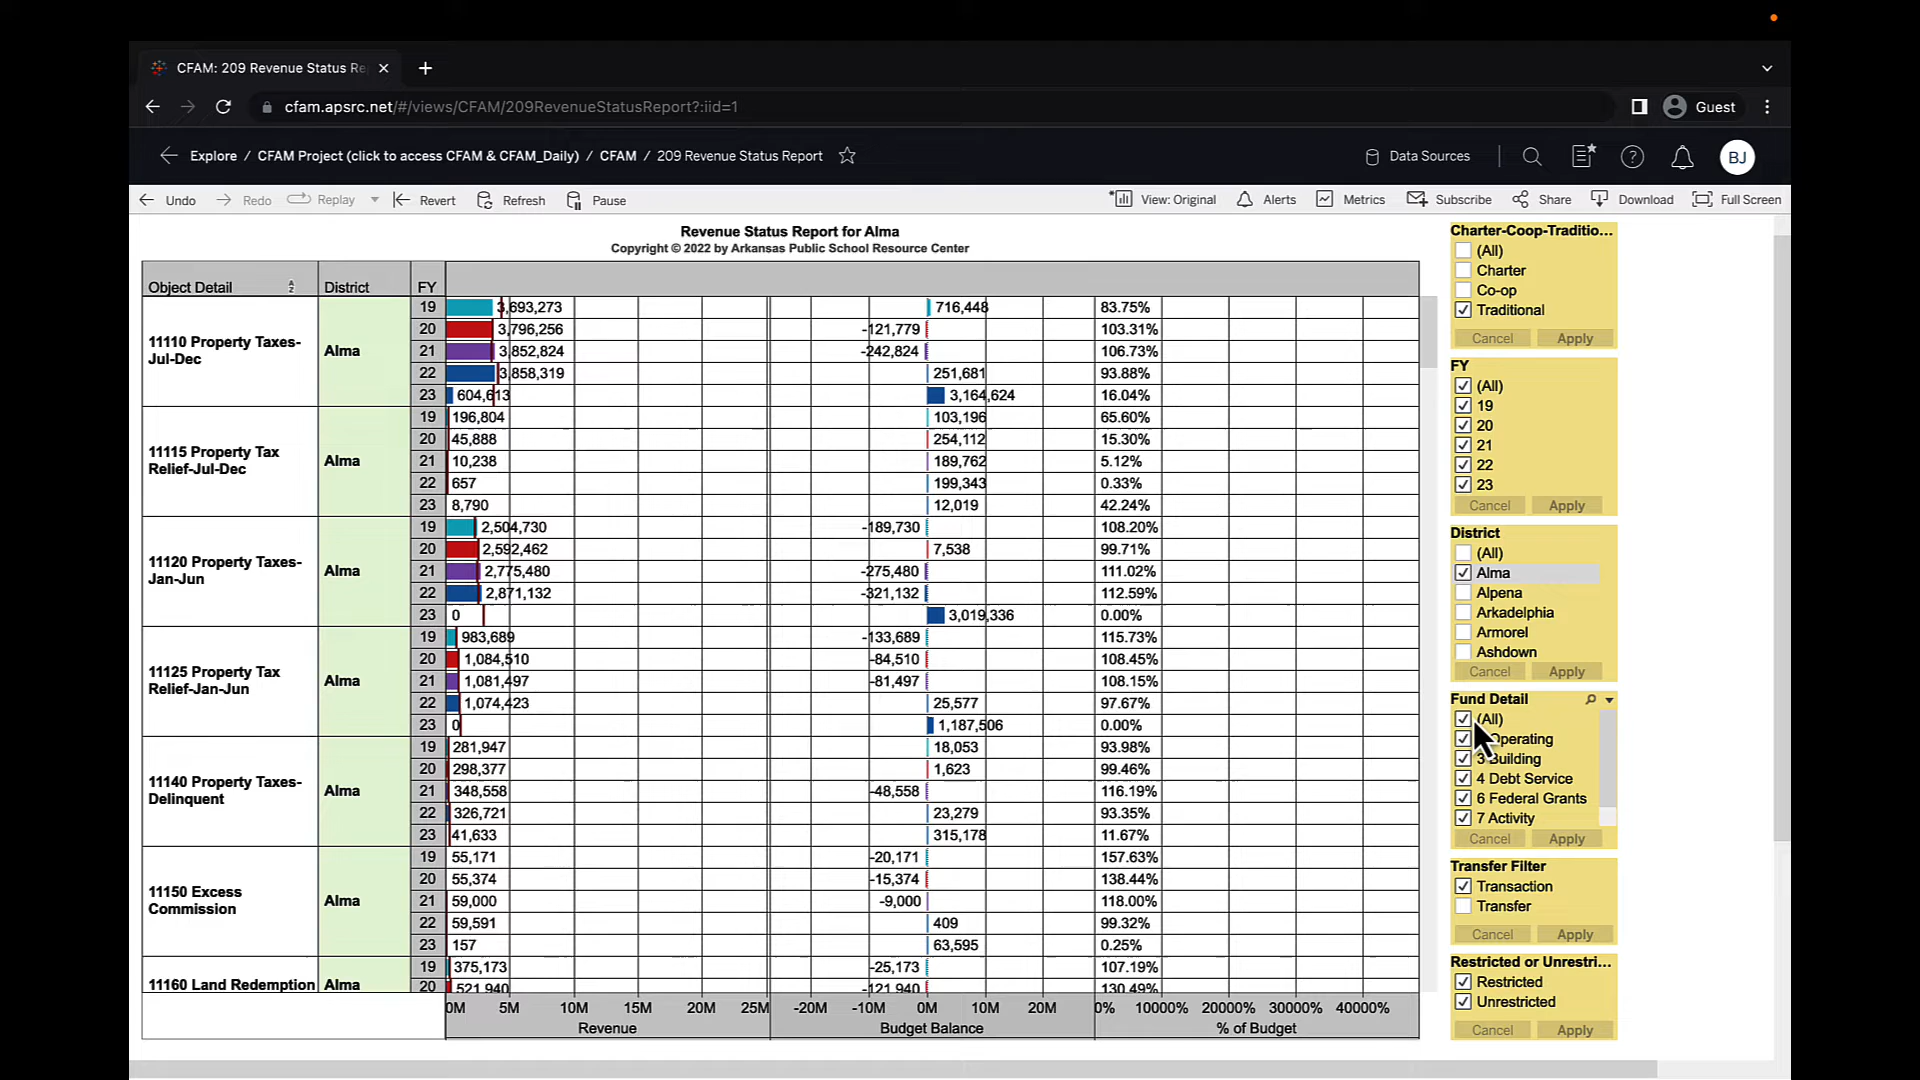 CFAM: 209 Revenue Status Re
cfam.apsrc.net/#/views/CFAM/209RevenueStatusReport?:iid=1
Guest
Explore / CFAM Project (click to access CFAM & CFAM_Daily) / CFAM / 209 Revenue Status Report
Data Sources
BJ
Undo Redo Replay Revert Refresh Pause
View: Original Alerts Metrics Subscribe Share Download Full Screen
Revenue Status Report for Alma
Copyright © 2022 by Arkansas Public School Resource Center
Object Detail District FY
11110 Property Taxes-
Jul-Dec
Alma
19 3,693,273 716,448 83.75%
20 3,796,256 -121,779 103.31%
21 3,852,824 -242,824 106.73%
22 3,858,319 251,681 93.88%
23 604,613 3,164,624 16.04%
11115 Property Tax
Relief-Jul-Dec
Alma
19 196,804 103,196 65.60%
20 45,888 254,112 15.30%
21 10,238 189,762 5.12%
22 657 199,343 0.33%
23 8,790 12,019 42.24%
11120 Property Taxes-
Jan-Jun
Alma
19 2,504,730 -189,730 108.20%
20 2,592,462 7,538 99.71%
21 2,775,480 -275,480 111.02%
22 2,871,132 -321,132 112.59%
23 0 3,019,336 0.00%
11125 Property Tax
Relief-Jan-Jun
Alma
19 983,689 -133,689 115.73%
20 1,084,510 -84,510 108.45%
21 1,081,497 -81,497 108.15%
22 1,074,423 25,577 97.67%
23 0 1,187,506 0.00%
11140 Property Taxes-
Delinquent
Alma
19 281,947 18,053 93.98%
20 298,377 1,623 99.46%
21 348,558 -48,558 116.19%
22 326,721 23,279 93.35%
23 41,633 315,178 11.67%
11150 Excess
Commission
Alma
19 55,171 -20,171 157.63%
20 55,374 -15,374 138.44%
21 59,000 -9,000 118.00%
22 59,591 409 99.32%
23 157 63,595 0.25%
11160 Land Redemption Alma
19 375,173 -25,173 107.19%
20 521,940 -121,940 130.49%
0M 5M 10M 15M 20M 25M -20M -10M 0M 10M 20M 0% 10000% 20000% 30000% 40000%
Revenue Budget Balance % of Budget
Charter-Coop-Traditio...
(All)
Charter
Co-op
Traditional
Cancel Apply
FY
(All)
19
20
21
22
23
Cancel Apply
District
(All)
Alma
Alpena
Arkadelphia
Armorel
Ashdown
Cancel Apply
Fund Detail
(All)
Operating
3 Building
4 Debt Service
6 Federal Grants
7 Activity
Cancel Apply
Transfer Filter
Transaction
Transfer
Cancel Apply
Restricted or Unrestri...
Restricted
Unrestricted
Cancel Apply